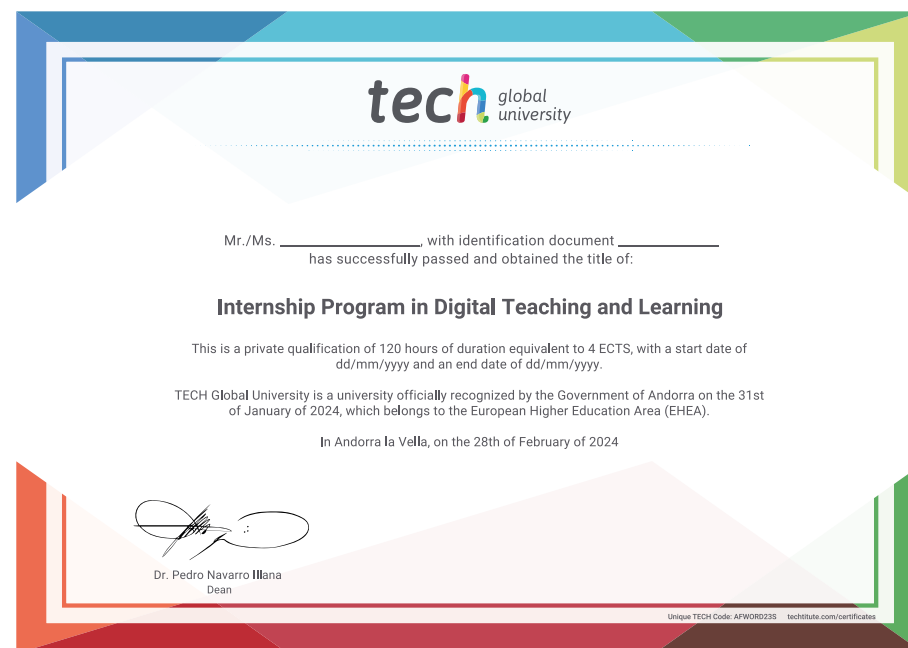 tech global university
Mr./Ms. ____________________, with identification document ______________
has successfully passed and obtained the title of:
Internship Program in Digital Teaching and Learning
This is a private qualification of 120 hours of duration equivalent to 4 ECTS, with a start date of
dd/mm/yyyy and an end date of dd/mm/yyyy.
TECH Global University is a university officially recognized by the Government of Andorra on the 31st
of January of 2024, which belongs to the European Higher Education Area (EHEA).
In Andorra la Vella, on the 28th of February of 2024
Dr. Pedro Navarro Illana
Dean
Unique TECH Code: AFWORD23S techtitute.com/certificates